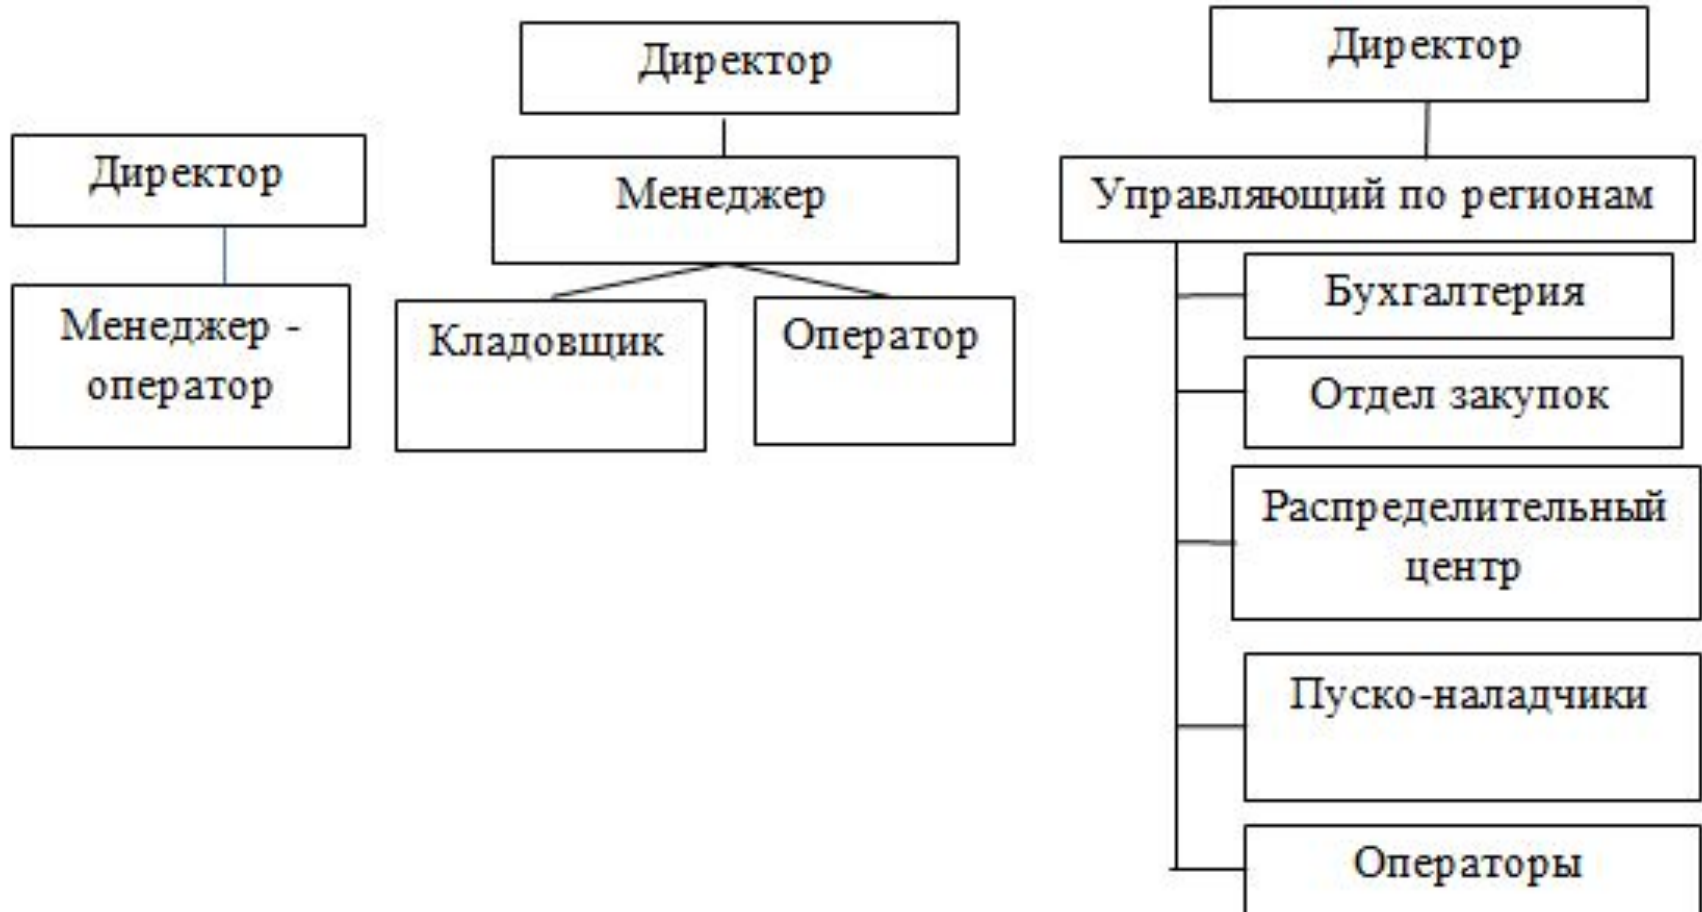 Директор
Менеджер -
оператор
Директор
Менеджер
Кладовщик
Оператор
Директор
Управляющий по регионам
Бухгалтерия
Отдел закупок
Распределительный
центр
Пуско-наладчики
Операторы